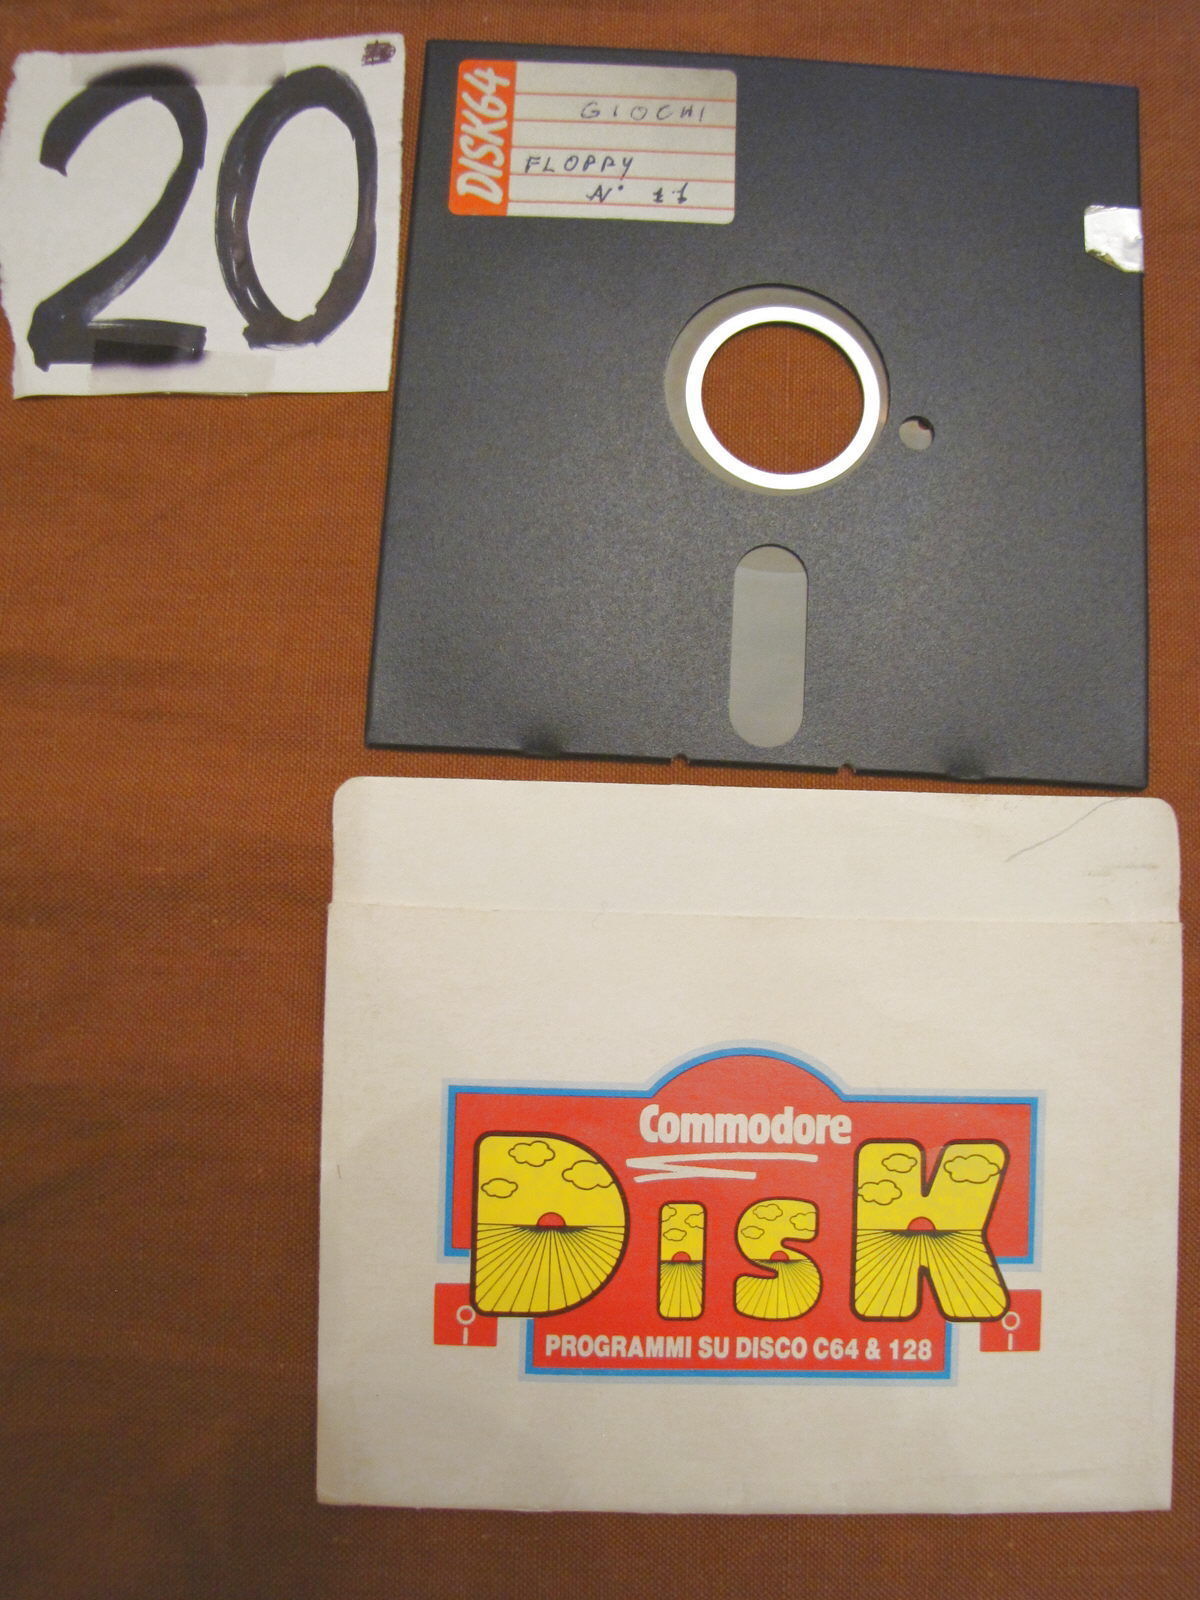 20
DISK64
GIOCHI
FLOPPY
N° 11
Commodore
DISK
PROGRAMMI SU DISCO C64 & 128